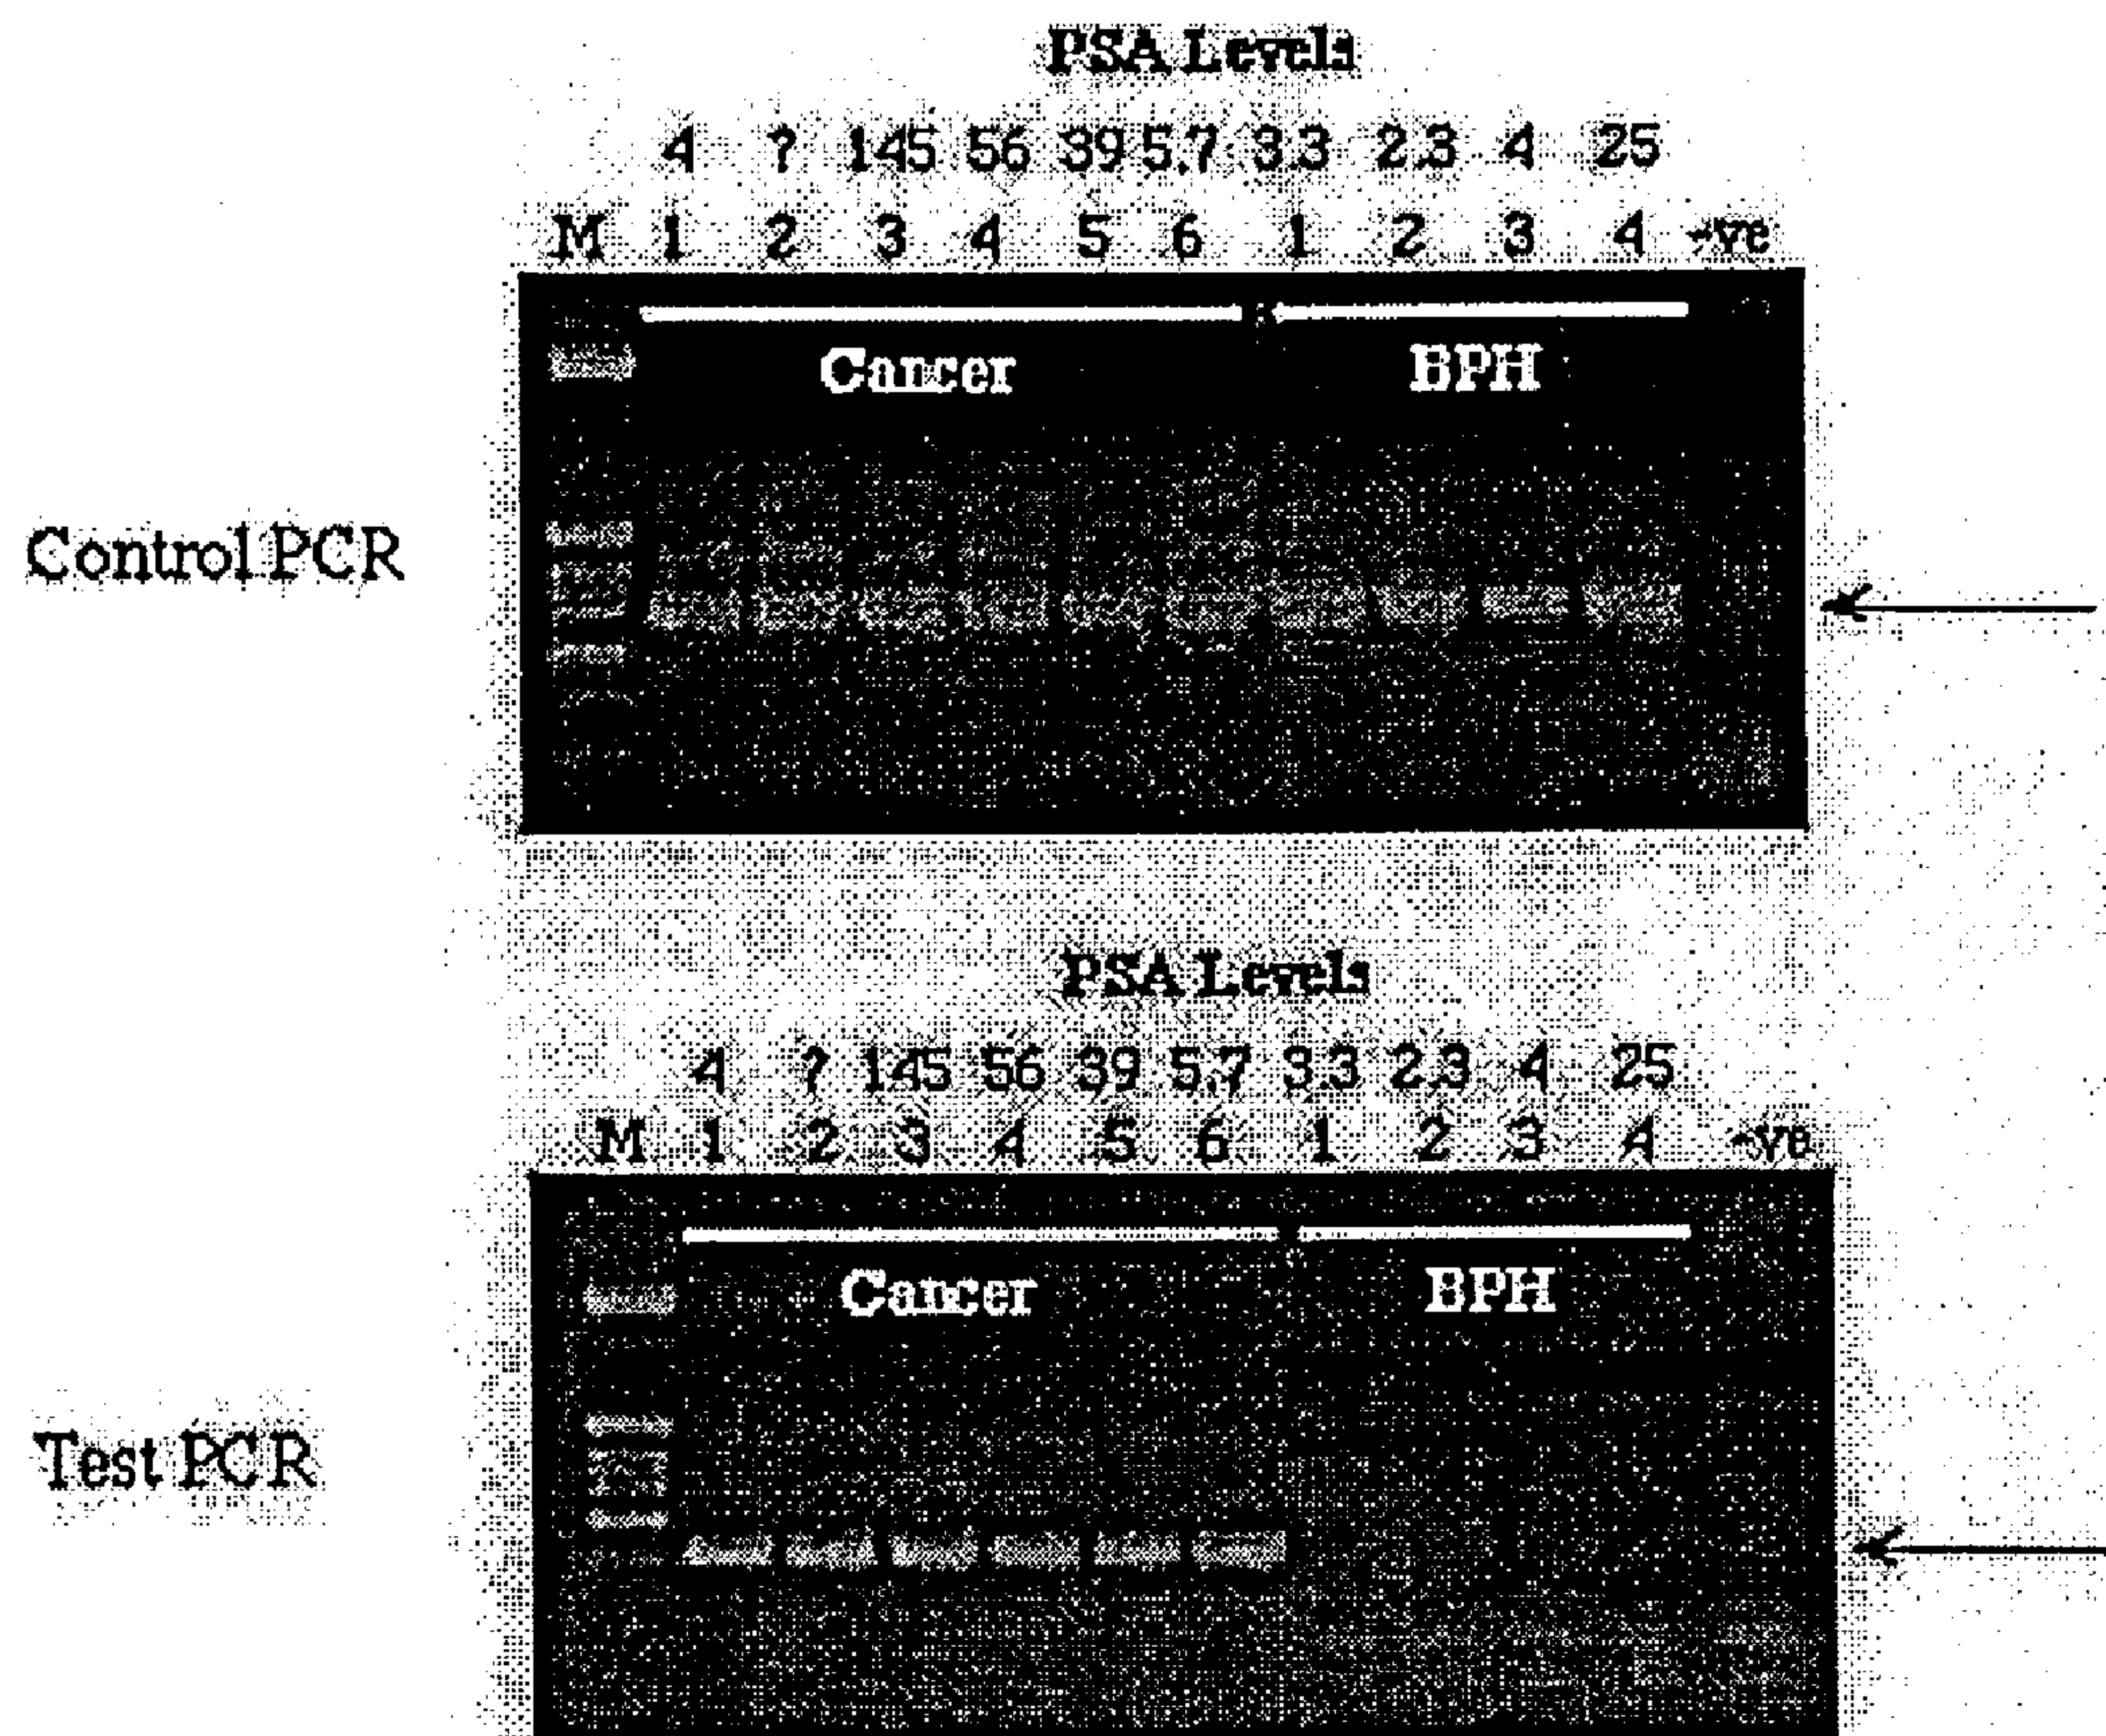 PSA Levels
4 ? 145 56 39 5.7 3.3 2.3 4 25
M 1 2 3 4 5 6 1 2 3 4 -ve
Cancer BPH
Control PCR
PSA Levels
4 ? 145 56 39 5.7 3.3 2.3 4 25
M 1 2 3 4 5 6 1 2 3 4 -ve
Cancer BPH
Test PCR